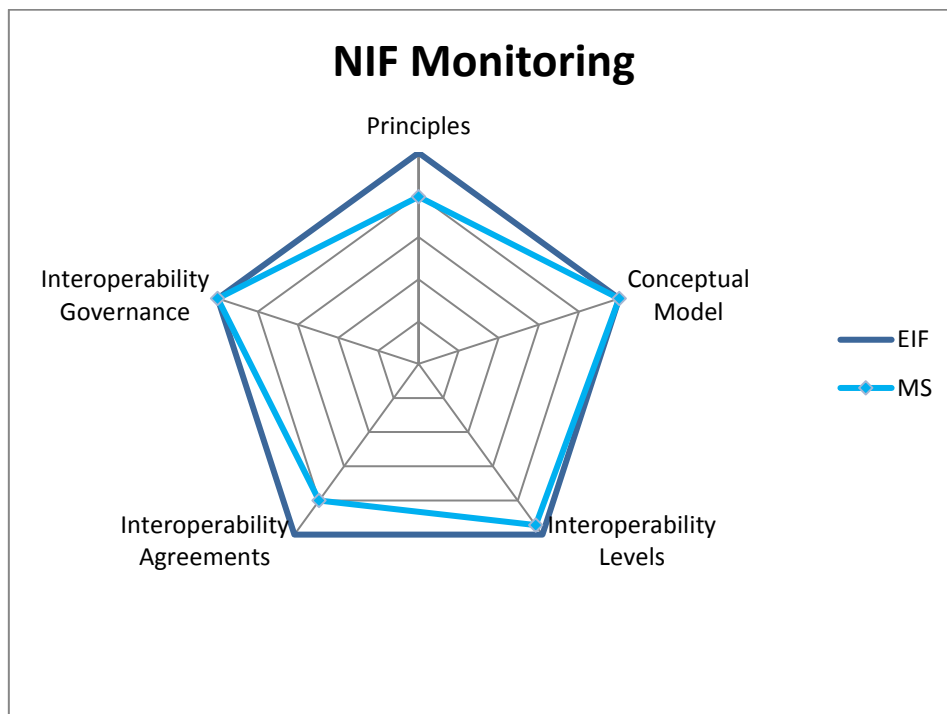 NIF Monitoring
Principles
Interoperability
Governance
Conceptual
Model
EIF
MS
Interoperability
Agreements
Interoperability
Levels